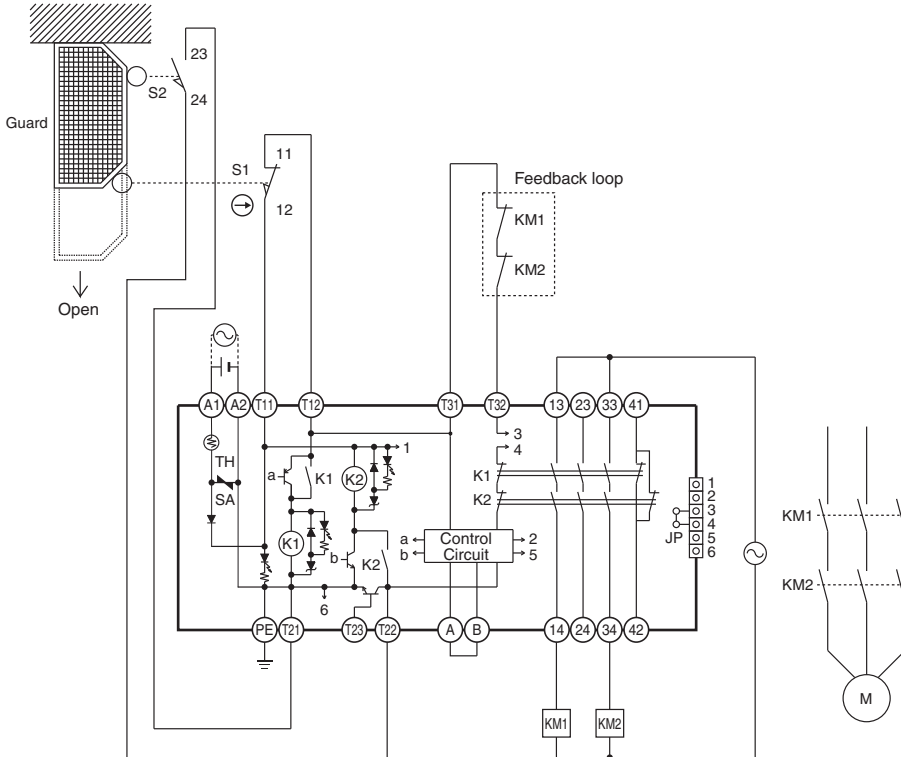 23
S2
24
Guard
11
S1
12
Feedback loop
KM1
KM2
Open
A1 A2 T11 T12 T31 T32 13 23 33 41
3
1
4
TH
a
K1
K2
K1
SA
K2
1
2
3
4
5
6
JP
KM1
K1
b
K2
a
b
Control
Circuit
2
5
KM2
6
PE T21 T23 T22 A B 14 24 34 42
M
KM1
KM2